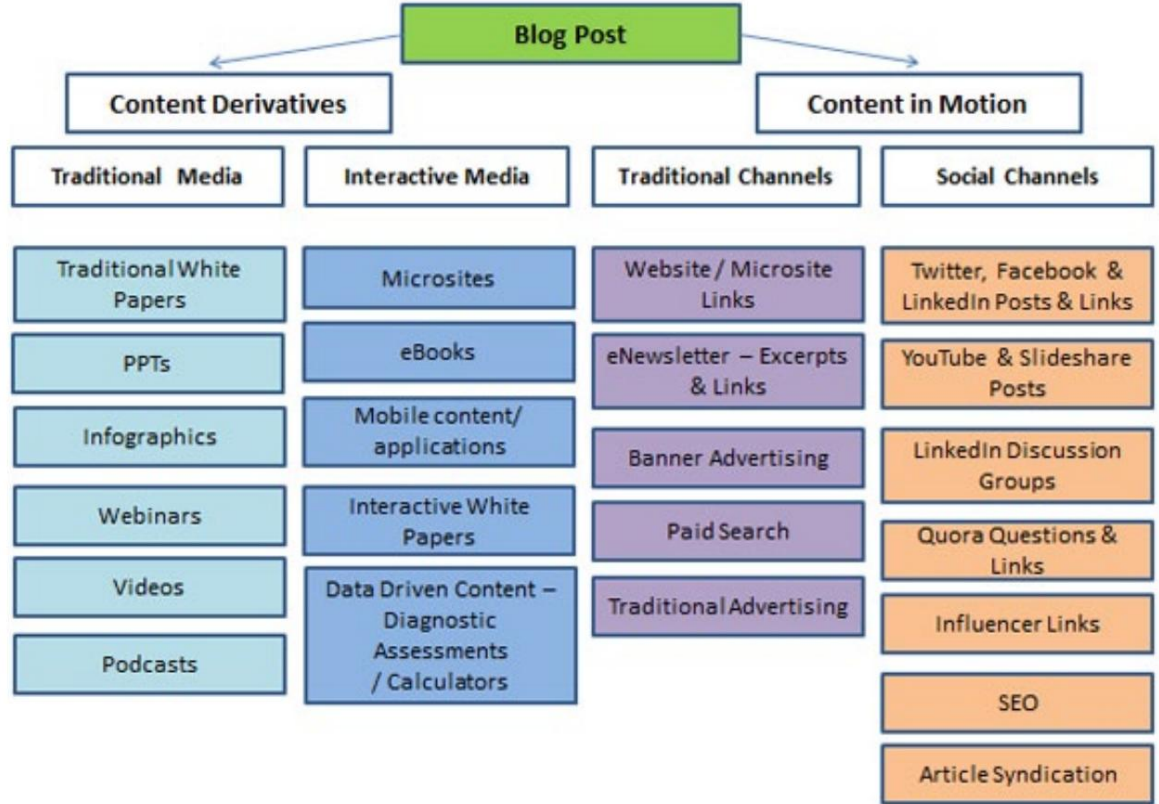 Blog Post
Content Derivatives
Content in Motion
Traditional Media
Interactive Media
Traditional Channels
Social Channels
Traditional White
Papers
PPTs
Infographics
Webinars
Videos
Podcasts
Microsites
eBooks
Mobile content/
applications
Interactive White
Papers
Data Driven Content –
Diagnostic
Assessments
/ Calculators
Website / Microsite
Links
eNewsletter – Excerpts
& Links
Banner Advertising
Paid Search
Traditional Advertising
Twitter, Facebook &
LinkedIn Posts & Links
YouTube & Slideshare
Posts
LinkedIn Discussion
Groups
Quora Questions &
Links
Influencer Links
SEO
Article Syndication